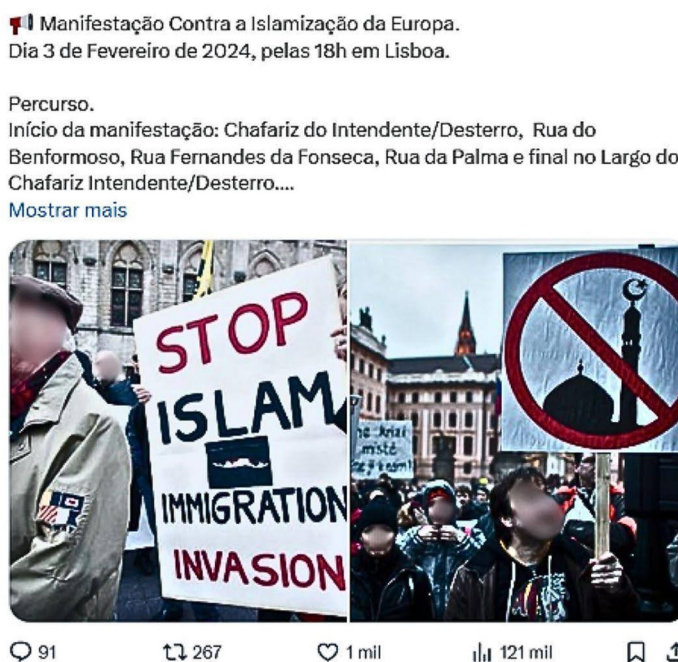 Manifestação Contra a Islamização da Europa.
Dia 3 de Fevereiro de 2024, pelas 18h em Lisboa.
Percurso.
Início da manifestação: Chafariz do Intendente/Desterro, Rua do
Benformoso, Rua Fernandes da Fonseca, Rua da Palma e final no Largo do
Chafariz Intendente/Desterro....
Mostrar mais
STOP
ISLAM
IMMIGRATION
INVASION
místě
91 267 1 mil 121 mil